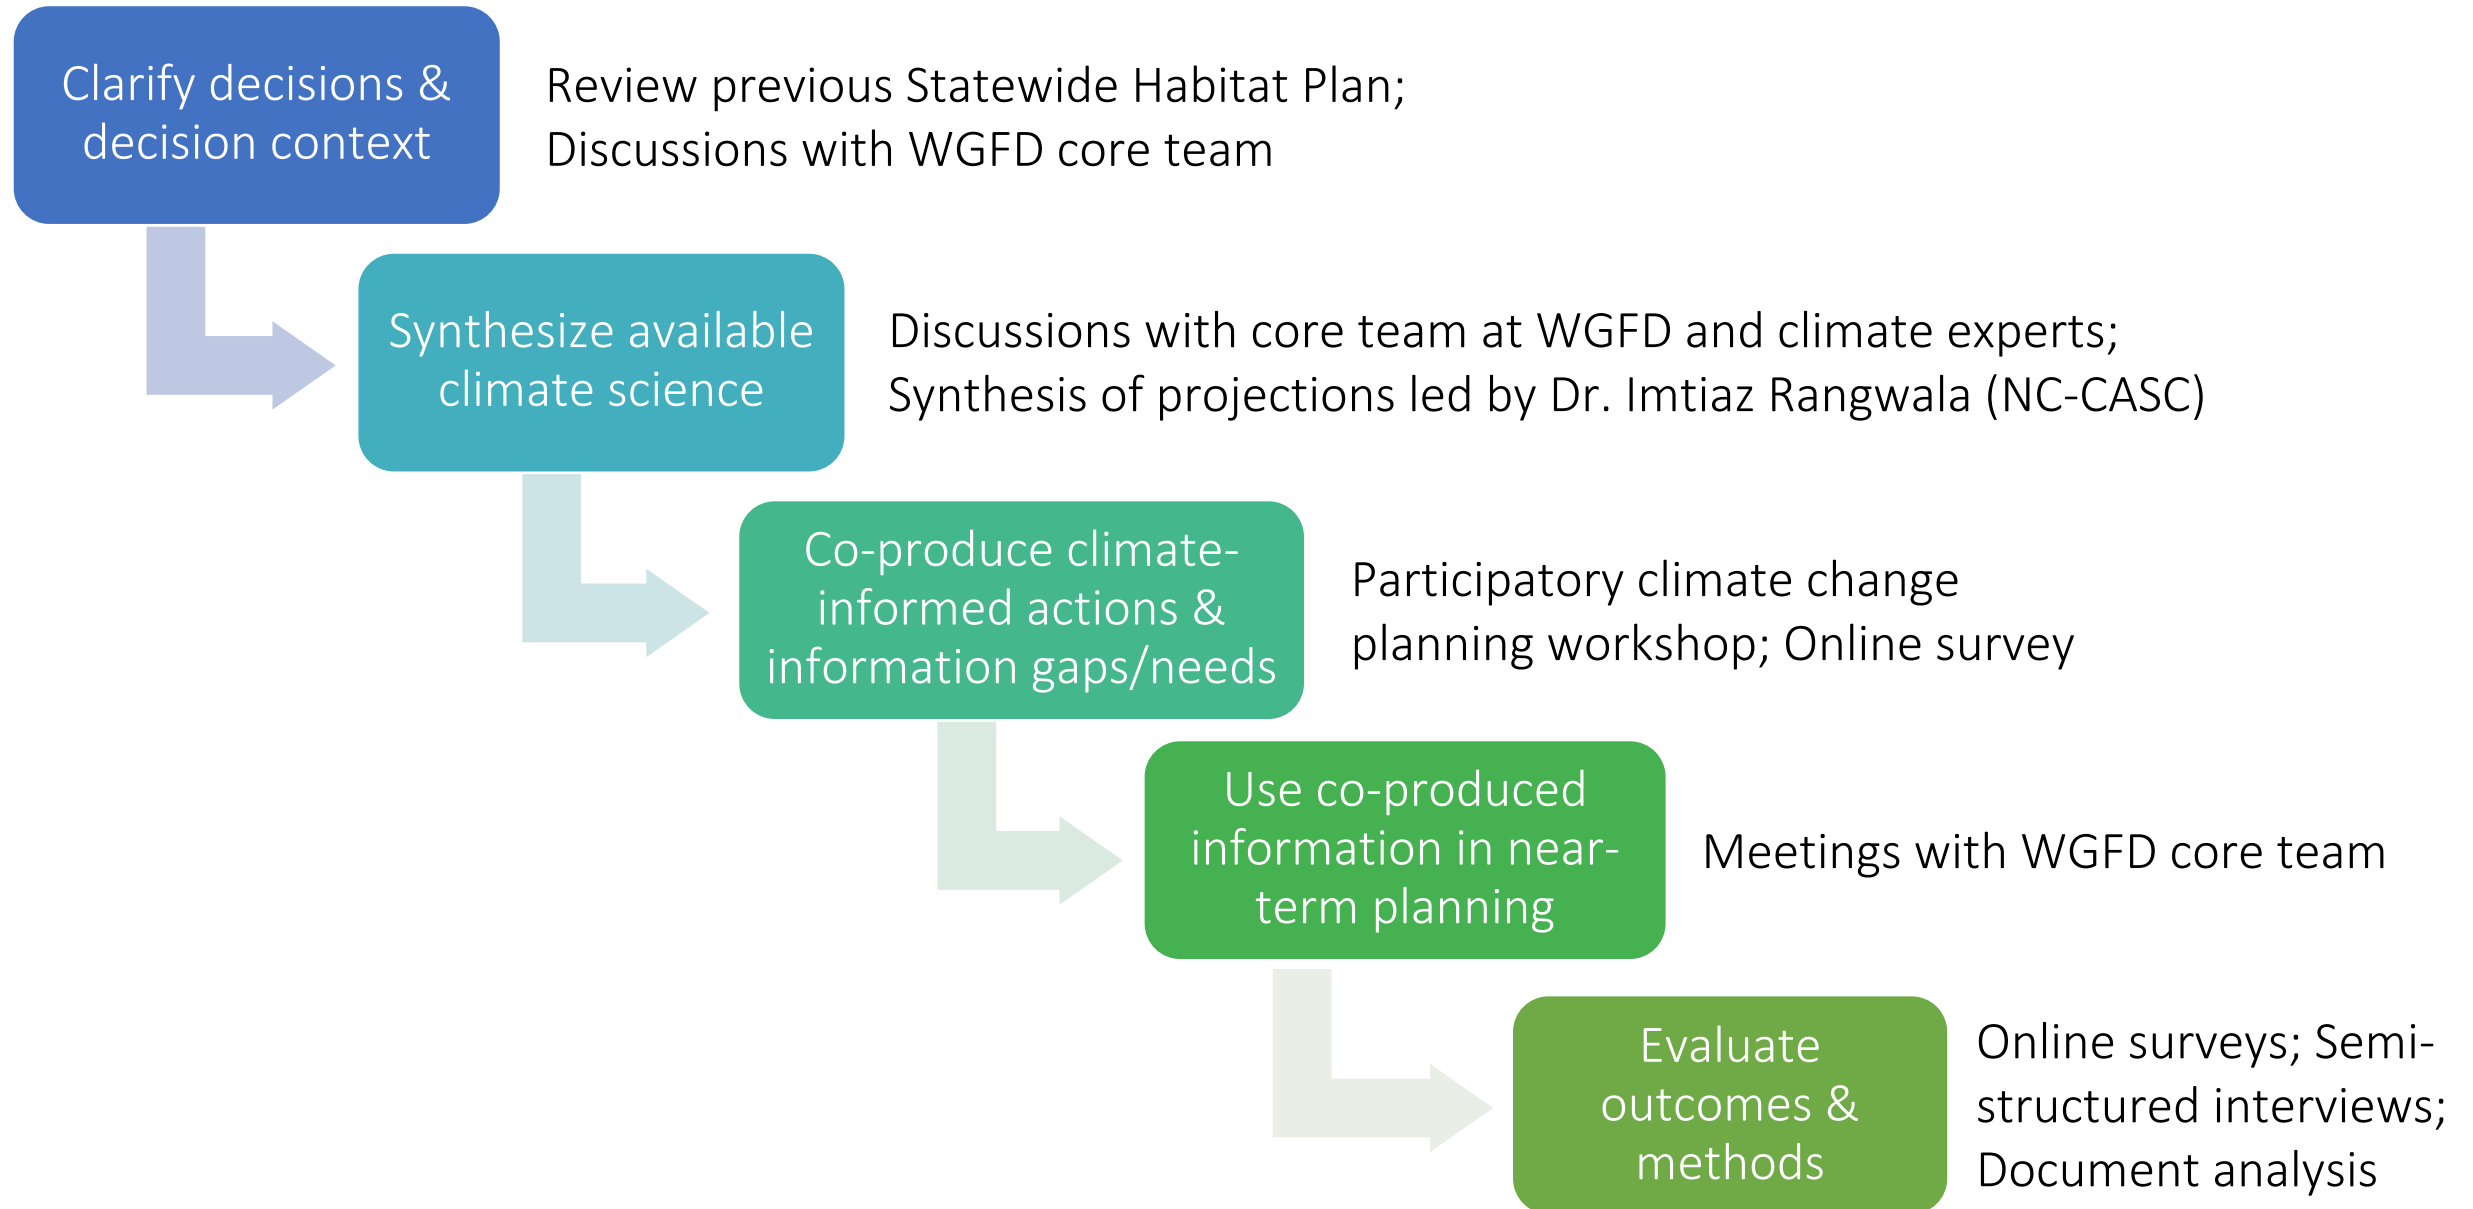 Clarify decisions &
decision context
Review previous Statewide Habitat Plan;
Discussions with WGFD core team
Synthesize available
climate science
Discussions with core team at WGFD and climate experts;
Synthesis of projections led by Dr. Imtiaz Rangwala (NC-CASC)
Co-produce climate-
informed actions &
information gaps/needs
Participatory climate change
planning workshop; Online survey
Use co-produced
information in near-
term planning
Meetings with WGFD core team
Evaluate
outcomes &
methods
Online surveys; Semi-
structured interviews;
Document analysis